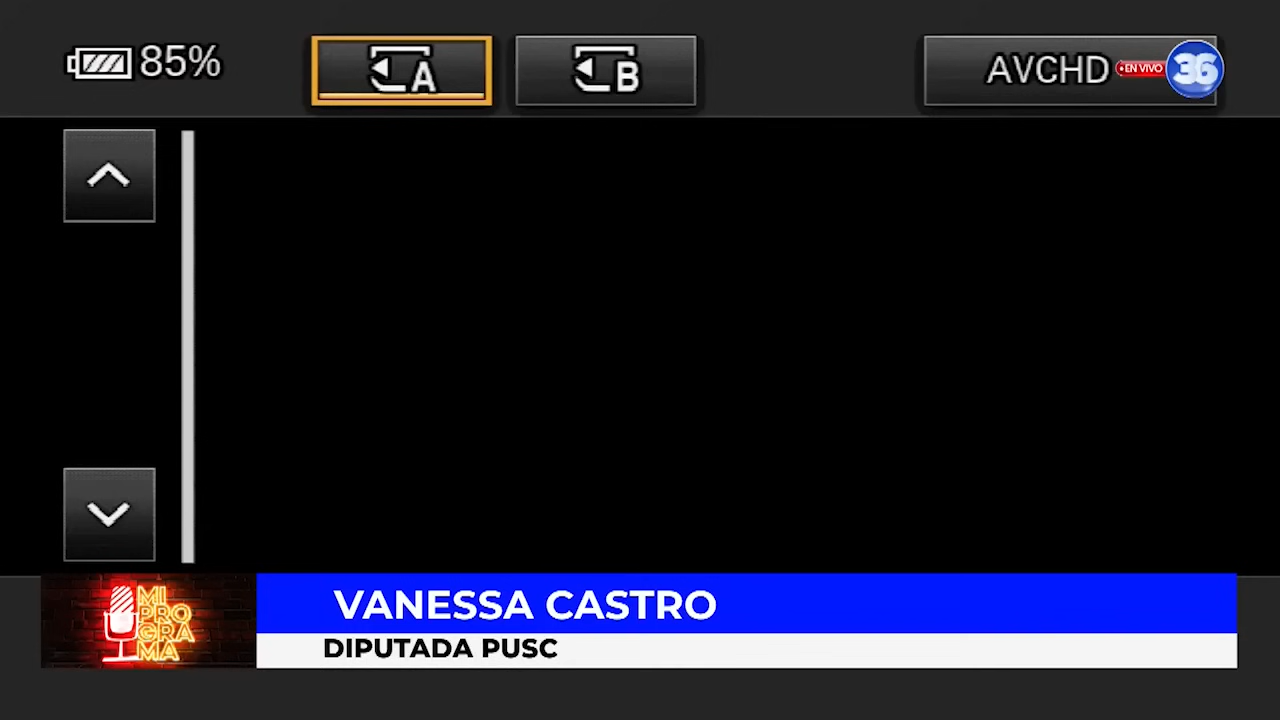 85%
A
B
AVCHD
EN VIVO
36
MI
PRO
GRA
MA
VANESSA CASTRO
DIPUTADA PUSC